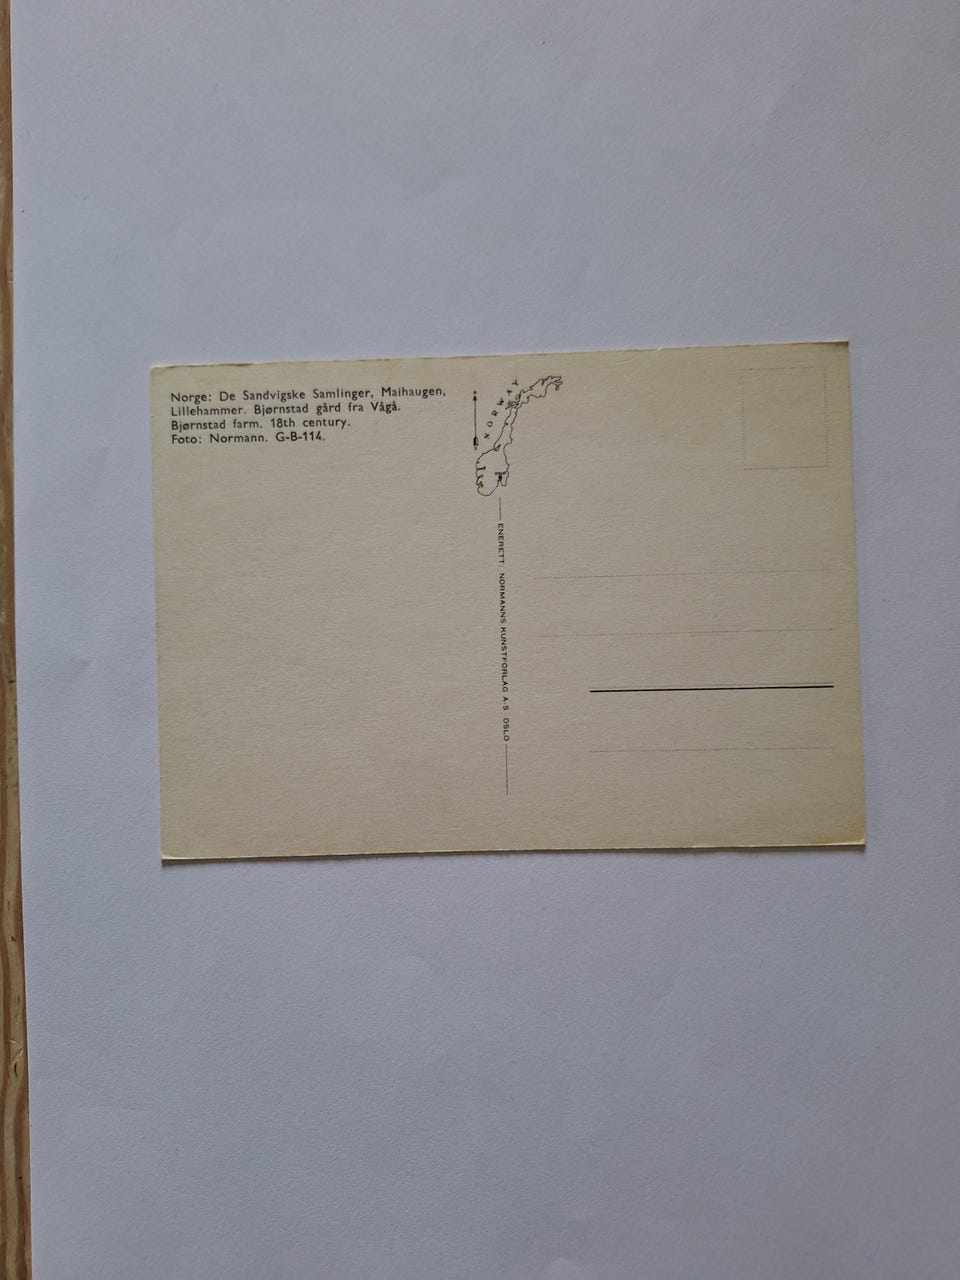 Norge: De Sandvigske Samlinger, Maihaugen,
Lillehammer. Bjørnstad gård fra Vågå.
Bjørnstad farm. 18th century.
Foto: Normann. G-B-114.
NORWAY
ENERETT: NORMANNS KUNSTFORLAG A-S OSLO